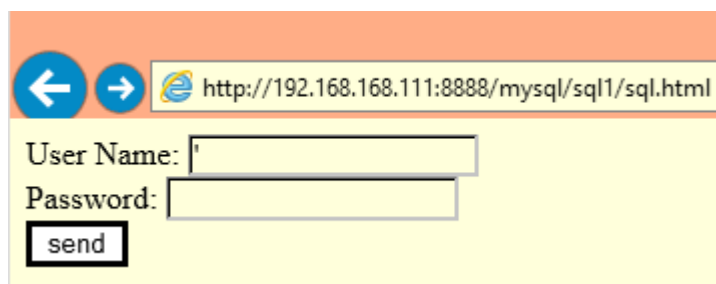 http://192.168.168.111:8888/mysql/sql1/sql.html
User Name: '
Password:
send